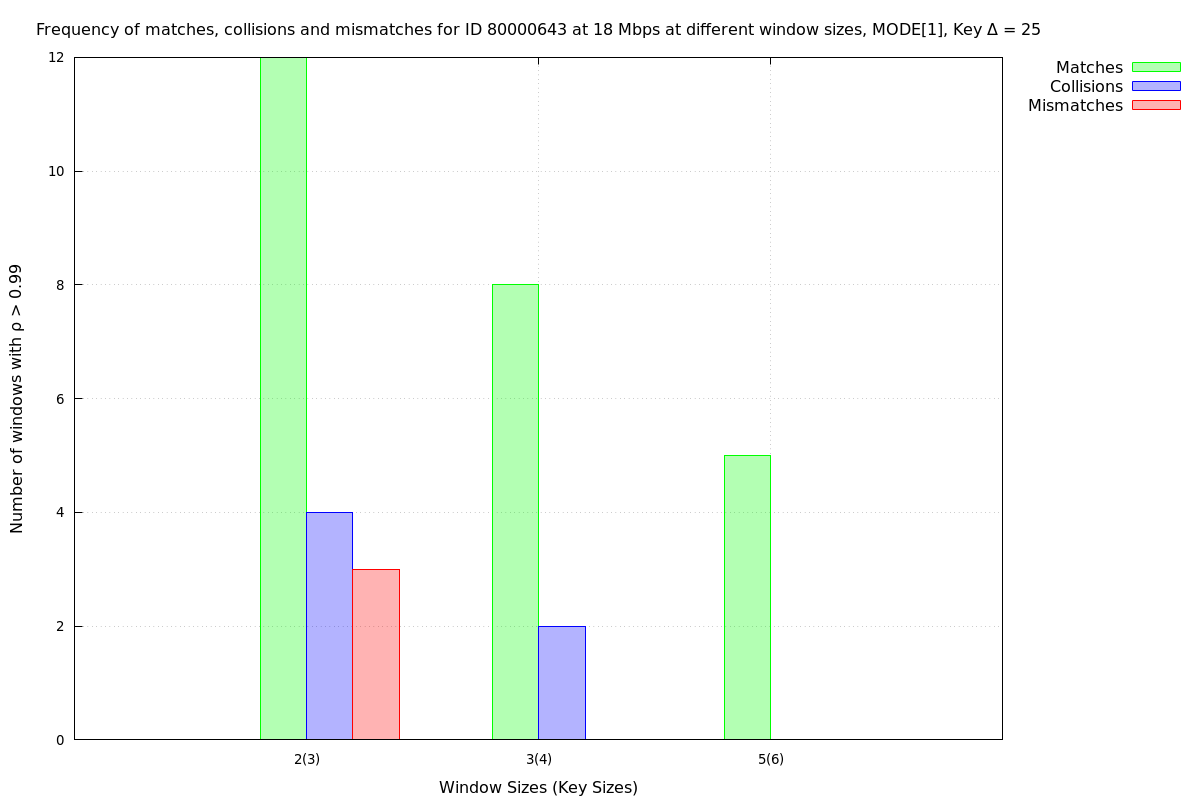 Frequency of matches, collisions and mismatches for ID 80000643 at 18 Mbps at different window sizes, MODE[1], Key Δ = 25
Matches
Collisions
Mismatches
Number of windows with ρ > 0.99
12
10
8
6
4
2
0
2(3)
3(4)
5(6)
Window Sizes (Key Sizes)